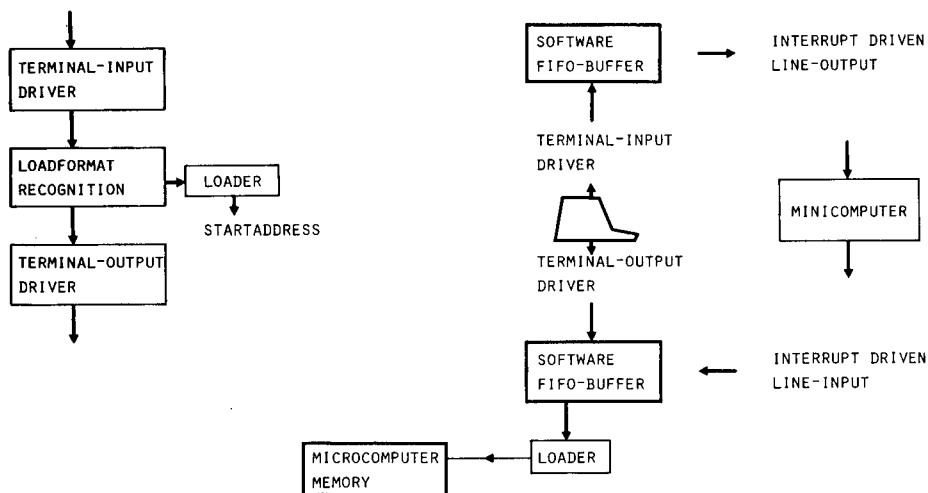 TERMINAL-INPUT
DRIVER
LOADFORMAT
RECOGNITION
LOADER
STARTADDRESS
TERMINAL-OUTPUT
DRIVER
SOFTWARE
FIFO-BUFFER
INTERRUPT DRIVEN
LINE-OUTPUT
TERMINAL-INPUT
DRIVER
MINICOMPUTER
TERMINAL-OUTPUT
DRIVER
SOFTWARE
FIFO-BUFFER
INTERRUPT DRIVEN
LINE-INPUT
LOADER
MICROCOMPUTER
MEMORY